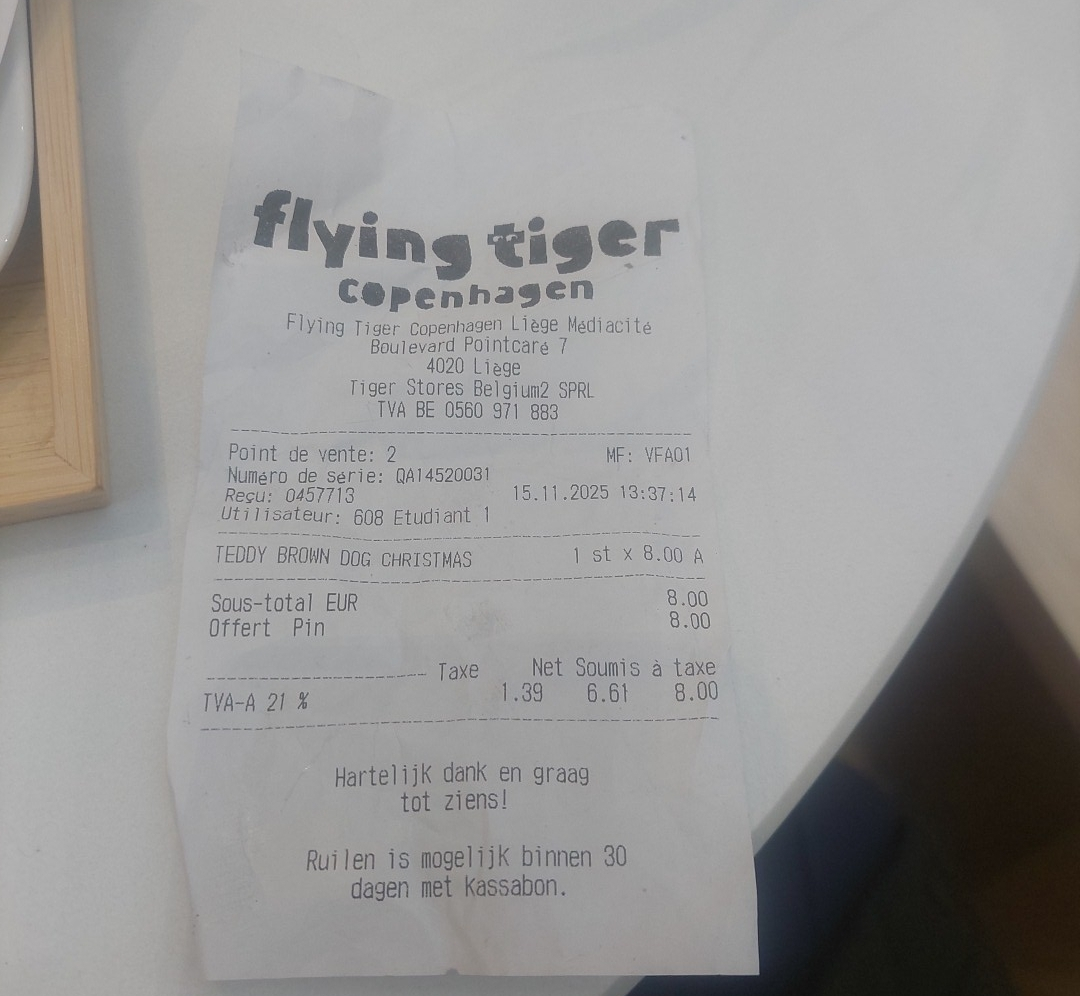 flying tiger
copenhagen
Flying Tiger Copenhagen Liège Médiacité
Boulevard Pointcaré 7
4020 Liège
Tiger Stores Belgium2 SPRL
TVA BE 0560 971 883
Point de vente: 2 MF: VFA01
Numéro de série: QA14520031
Reçu: 0457713 15.11.2025 13:37:14
Utilisateur: 608 Etudiant 1
TEDDY BROWN DOG CHRISTMAS 1 st x 8.00 A
Sous-total EUR 8.00
Offert Pin 8.00
Taxe Net Soumis à taxe
TVA-A 21 % 1.39 6.61 8.00
Hartelijk dank en graag
tot ziens!
Ruilen is mogelijk binnen 30
dagen met kassabon.